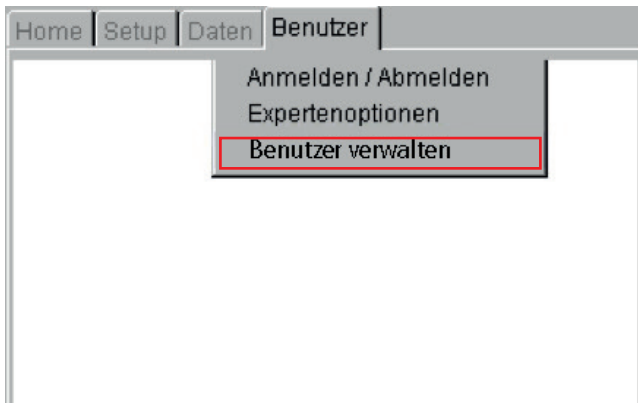 Home Setup Daten Benutzer
Anmelden / Abmelden
Expertenoptionen
Benutzer verwalten